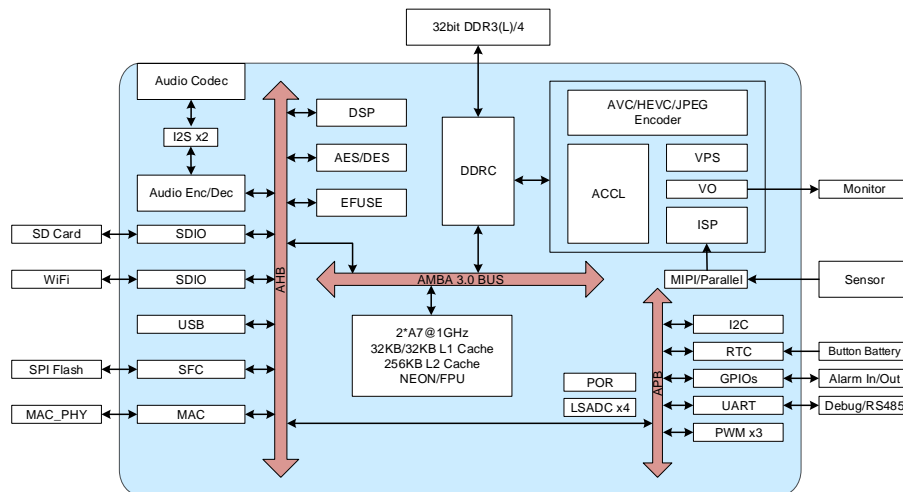 32bit DDR3(L)/4
Audio Codec
I2S x2
Audio Enc/Dec
DSP
AES/DES
EFUSE
DDRC
AVC/HEVC/JPEG
Encoder
ACCL
VPS
VO
ISP
Monitor
SD Card
SDIO
WiFi
SDIO
AHB
AMBA 3.0 BUS
MIPI/Parallel
Sensor
USB
SPI Flash
SFC
MAC_PHY
MAC
2*A7@1GHz
32KB/32KB L1 Cache
256KB L2 Cache
NEON/FPU
POR
LSADC x4
APB
I2C
RTC
Button Battery
GPIOs
Alarm In/Out
UART
Debug/RS485
PWM x3